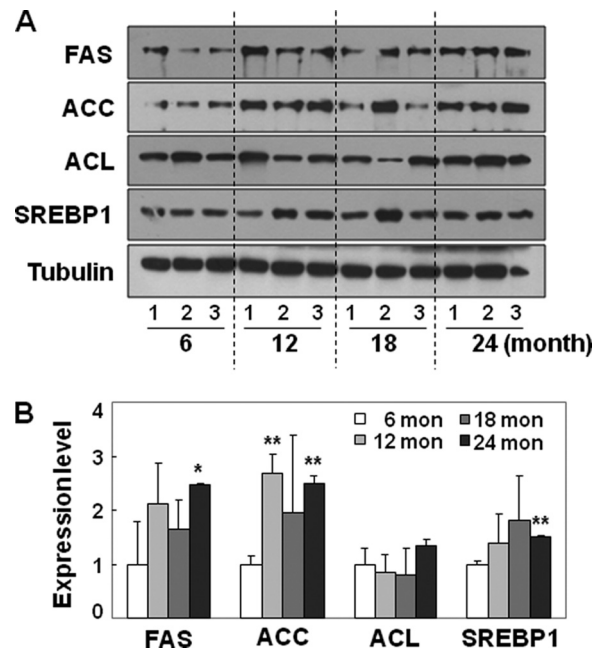 A
FAS
ACC
ACL
SREBP1
Tubulin
1 2 3 1 2 3 1 2 3 1 2 3
6 12 18 24 (month)
B
Expression level
4
3
2
1
0
6 mon 18 mon
12 mon 24 mon
* ** ** **
FAS ACC ACL SREBP1